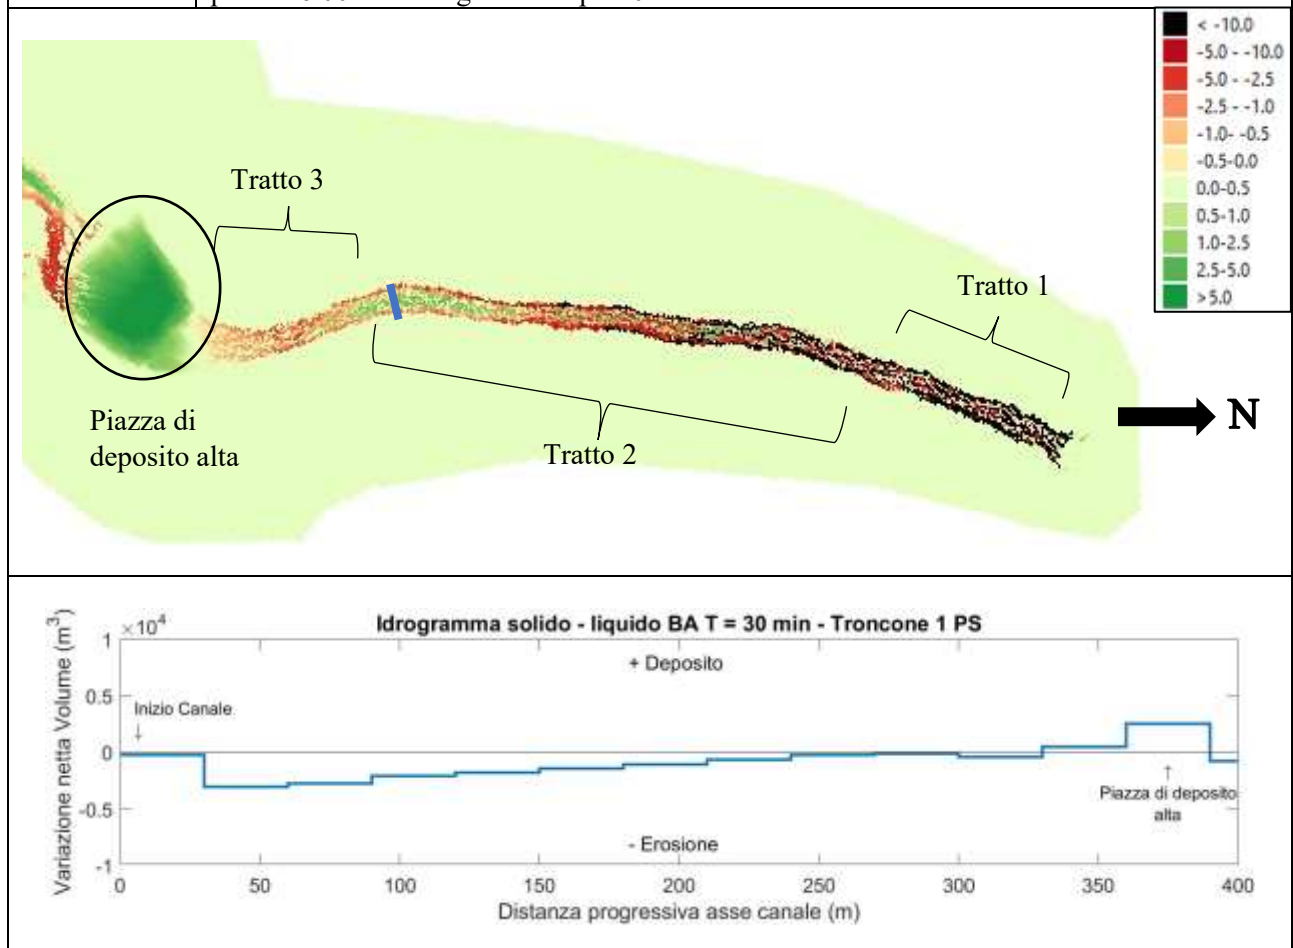 < -10.0
-5.0 - -10.0
-5.0 - -2.5
-2.5 - -1.0
-1.0- -0.5
-0.5-0.0
0.0-0.5
0.5-1.0
1.0-2.5
2.5-5.0
>5.0
Tratto 3
Tratto 1
N
Piazza di
deposito alta
Tratto 2
Idrogramma solido - liquido BA T = 30 min - Troncone 1 PS
×10⁴
Variazione netta Volume (m³)
1
0.5
0
-0.5
-1
+ Deposito
Inizio Canale
↓
↑
Piazza di deposito
alta
- Erosione
0 50 100 150 200 250 300 350 400
Distanza progressiva asse canale (m)